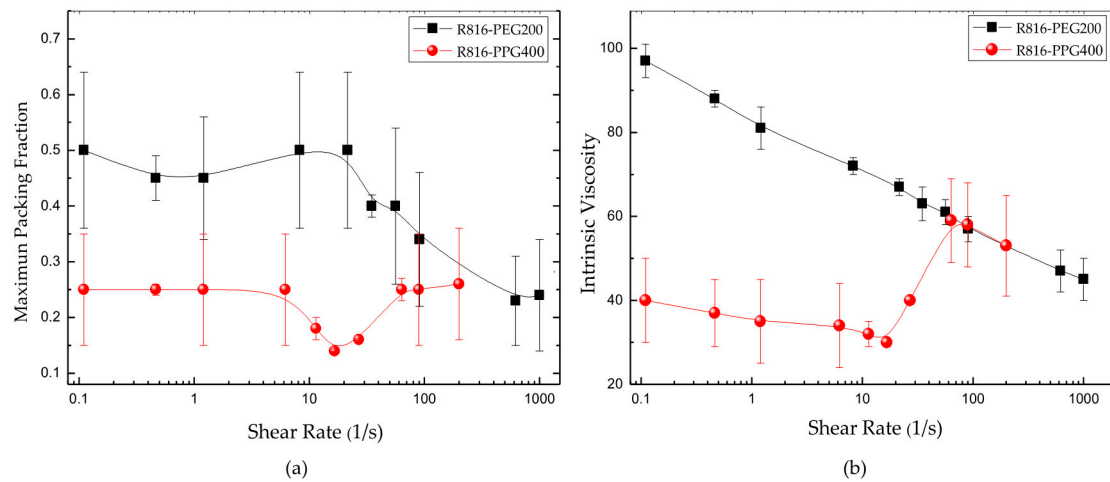 R816-PEG200
R816-PPG400
0.7
0.6
0.5
0.4
0.3
0.2
0.1
Maximun Packing Fraction
0.1
1
10
100
1000
Shear Rate (1/s)
(a)
R816-PEG200
R816-PPG400
100
80
60
40
20
Intrinsic Viscosity
0.1
1
10
100
1000
Shear Rate (1/s)
(b)